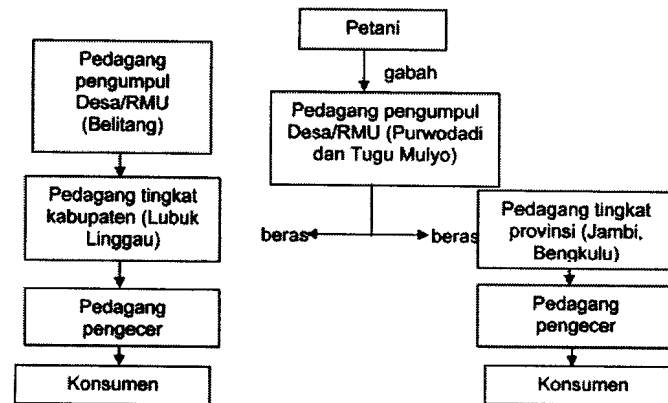 Petani
gabah
Pedagang
pengumpul
Desa/RMU
(Belitang)
Pedagang pengumpul
Desa/RMU (Purwodadi
dan Tugu Mulyo)
Pedagang tingkat
kabupaten (Lubuk
Linggau)
beras
beras
Pedagang tingkat
provinsi (Jambi,
Bengkulu)
Pedagang
pengecer
Pedagang
pengecer
Konsumen
Konsumen